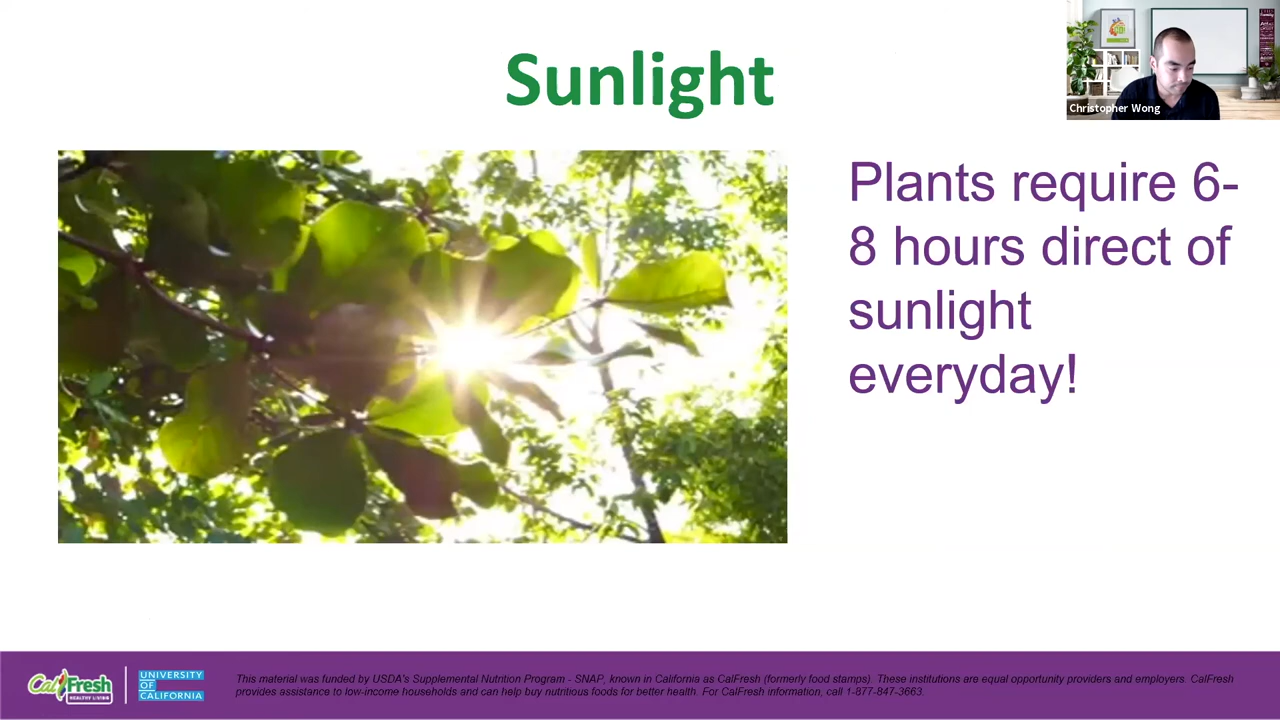 Sunlight
Christopher Wong
Plants require 6-
8 hours direct of
sunlight
everyday!
CalFresh
HEALTHY LIVING
UNIVERSITY
OF
CALIFORNIA
This material was funded by USDA's Supplemental Nutrition Program - SNAP, known in California as CalFresh (formerly food stamps). These institutions are equal opportunity providers and employers. CalFresh
provides assistance to low-income households and can help buy nutritious foods for better health. For CalFresh information, call 1-877-847-3663.